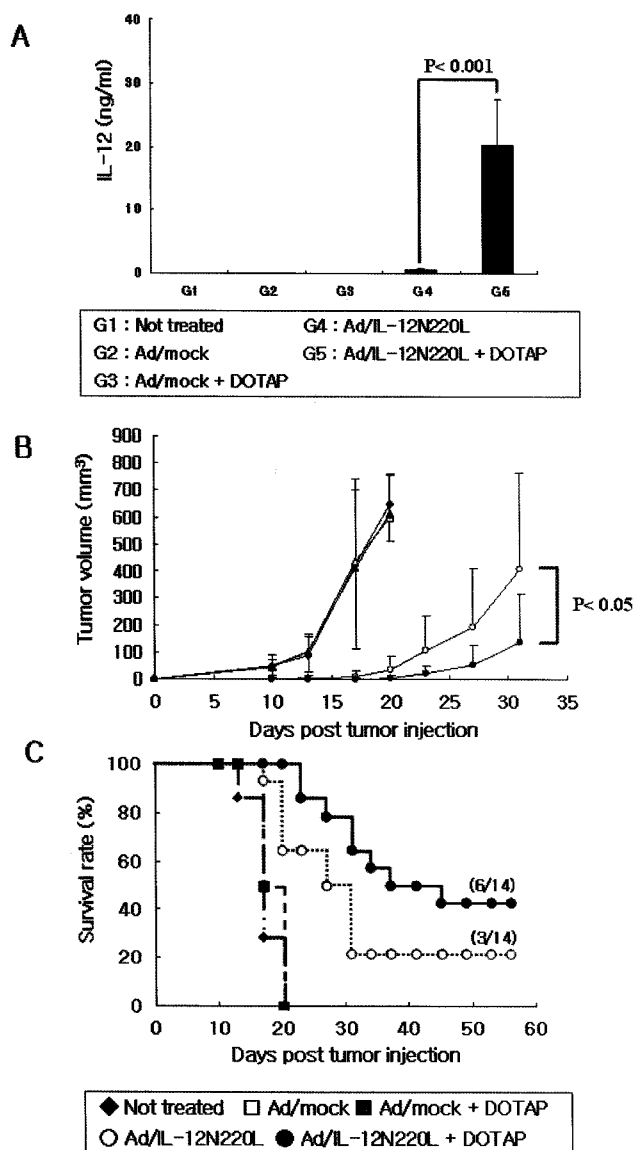 A
IL-12 (ng/ml)
40
30
20
10
0
P< 0.001
G1 G2 G3 G4 G5
G1 : Not treated G4 : Ad/IL-12N220L
G2 : Ad/mock G5 : Ad/IL-12N220L + DOTAP
G3 : Ad/mock + DOTAP
B
Tumor volume (mm³)
900
800
700
600
500
400
300
200
100
0
P< 0.05
0 5 10 15 20 25 30 35
Days post tumor injection
C
Survival rate (%)
100
80
60
40
20
0
(6/14)
(3/14)
0 10 20 30 40 50 60
Days post tumor injection
◆ Not treated □ Ad/mock ■ Ad/mock + DOTAP
○ Ad/IL-12N220L ● Ad/IL-12N220L + DOTAP